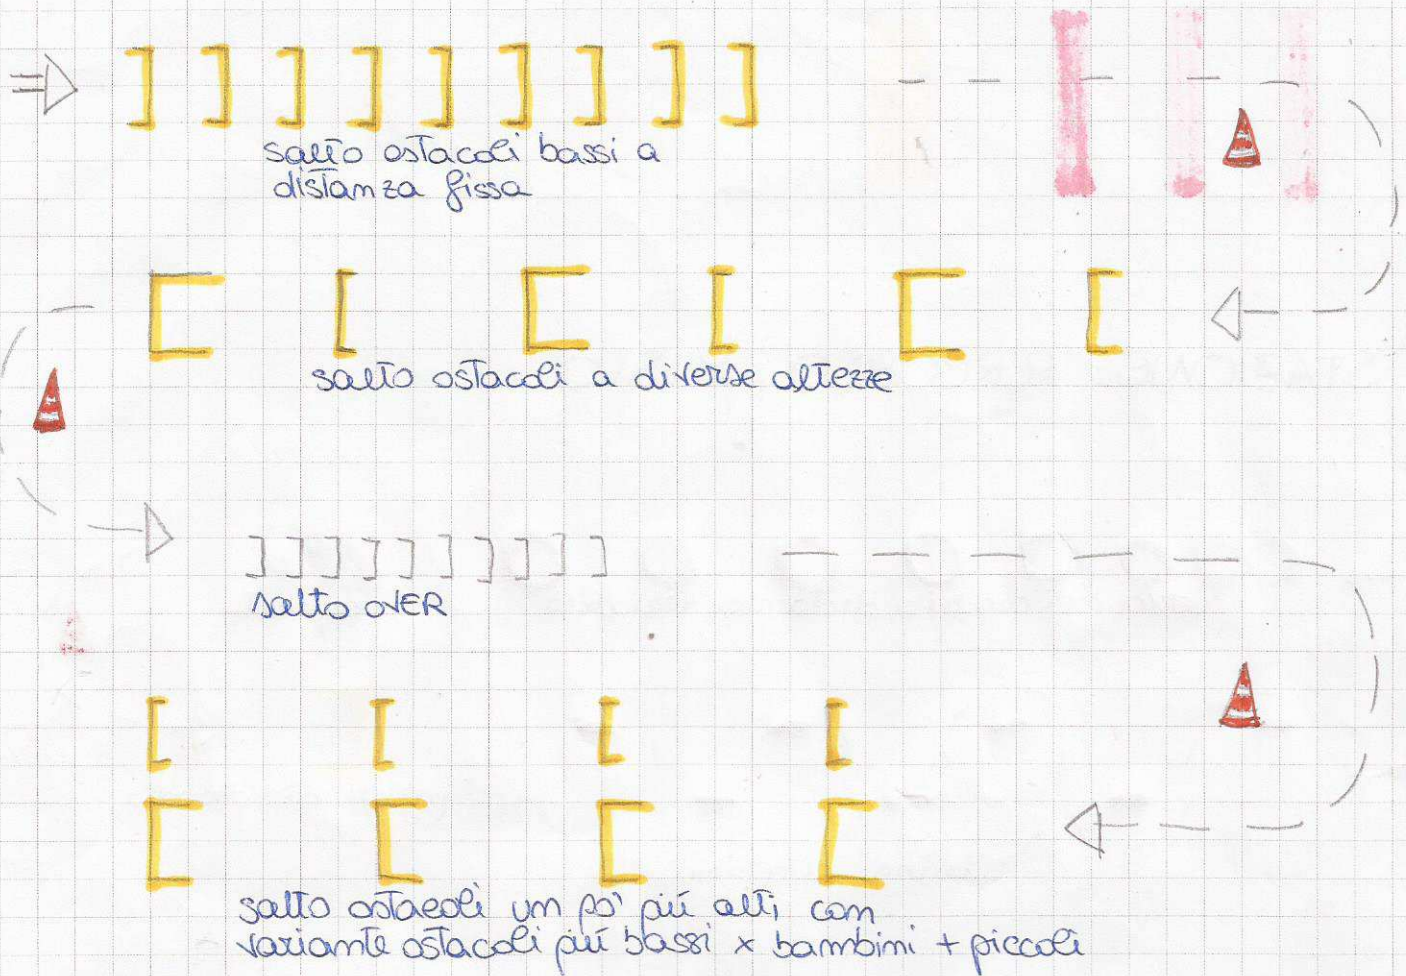 salto ostacoli bassi a
distanza fissa
salto ostacoli a diverse altezze
salto OVER
salto ostacoli un pò più alti, con
variante ostacoli più bassi x bambini + piccoli